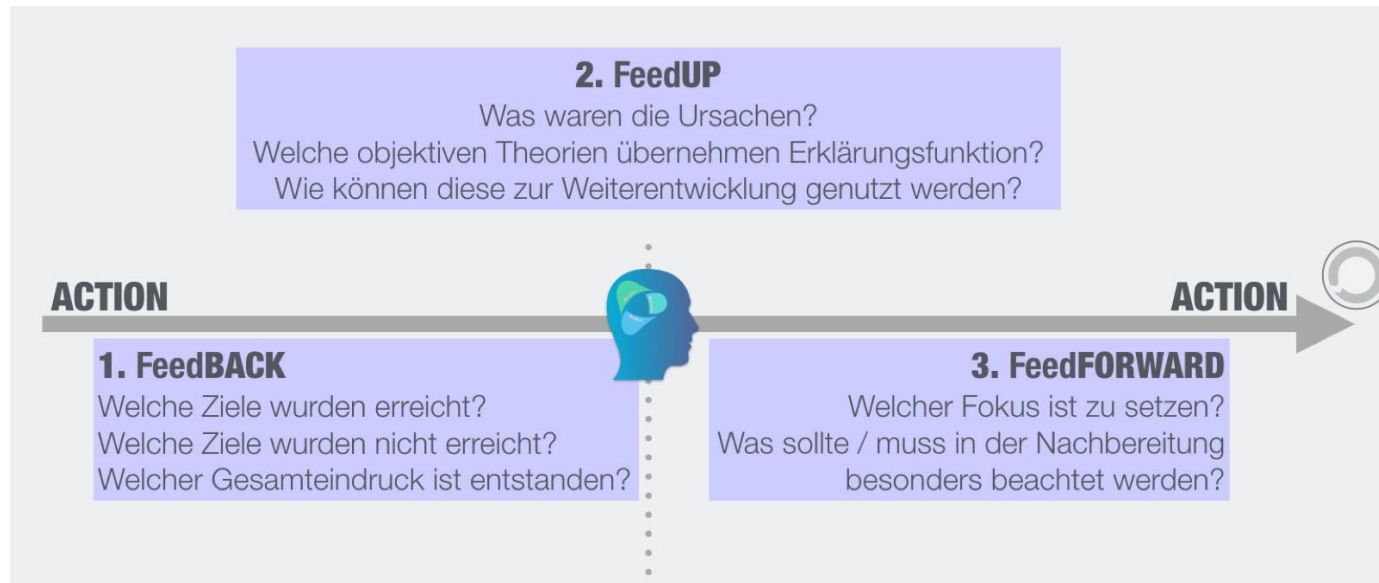 2. FeedUP
Was waren die Ursachen?
Welche objektiven Theorien übernehmen Erklärungsfunktion?
Wie können diese zur Weiterentwicklung genutzt werden?
ACTION
ACTION
1. FeedBACK
Welche Ziele wurden erreicht?
Welche Ziele wurden nicht erreicht?
Welcher Gesamteindruck ist entstanden?
3. FeedFORWARD
Welcher Fokus ist zu setzen?
Was sollte / muss in der Nachbereitung
besonders beachtet werden?